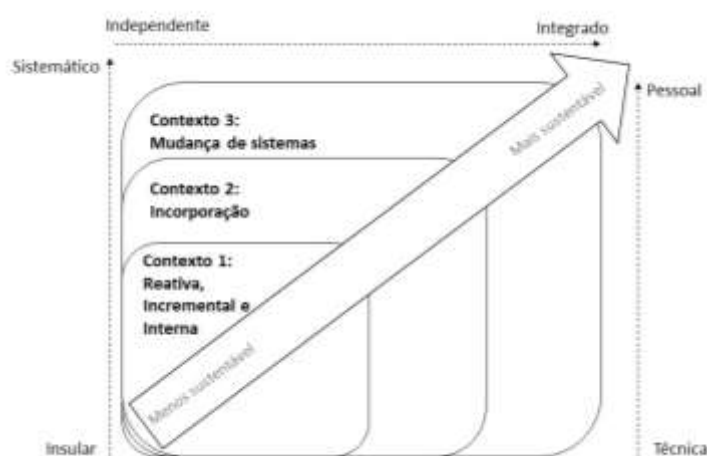 Independente
Integrado
Sistemático
Pessoal
Contexto 3:
Mudança de sistemas
Mais sustentável
Contexto 2:
Incorporação
Contexto 1:
Reativa,
Incremental e
Interna
Menos sustentável
Insular
Técnica